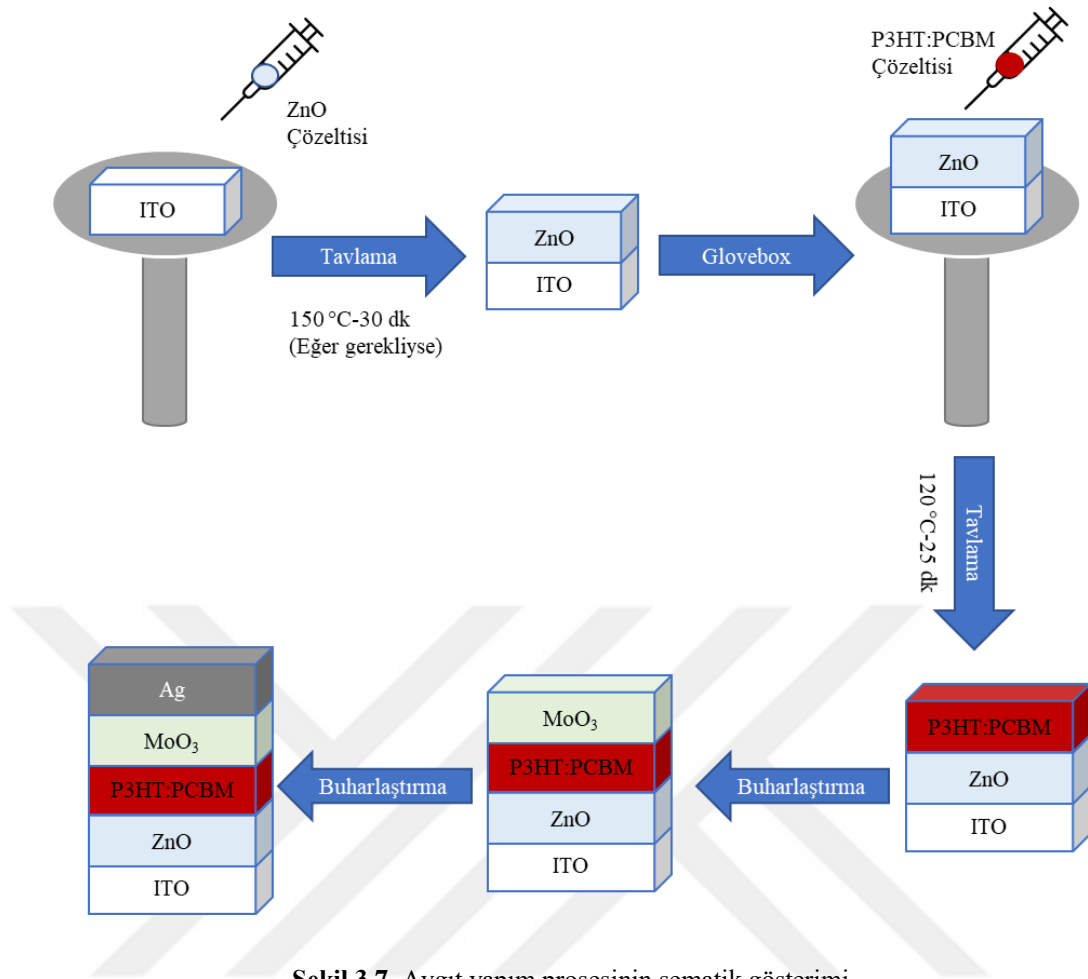 ZnO
Çözeltisi
ITO
Tavlama
150 °C-30 dk
(Eğer gerekliyse)
ZnO
ITO
Glovebox
P3HT:PCBM
Çözeltisi
ZnO
ITO
Tavlama
120 °C-25 dk
P3HT:PCBM
ZnO
ITO
Buharlaştırma
MoO₃
P3HT:PCBM
ZnO
ITO
Buharlaştırma
Ag
MoO₃
P3HT:PCBM
ZnO
ITO
Şekil 3.7. Aygıt yapım prosesinin şematik gösterimi